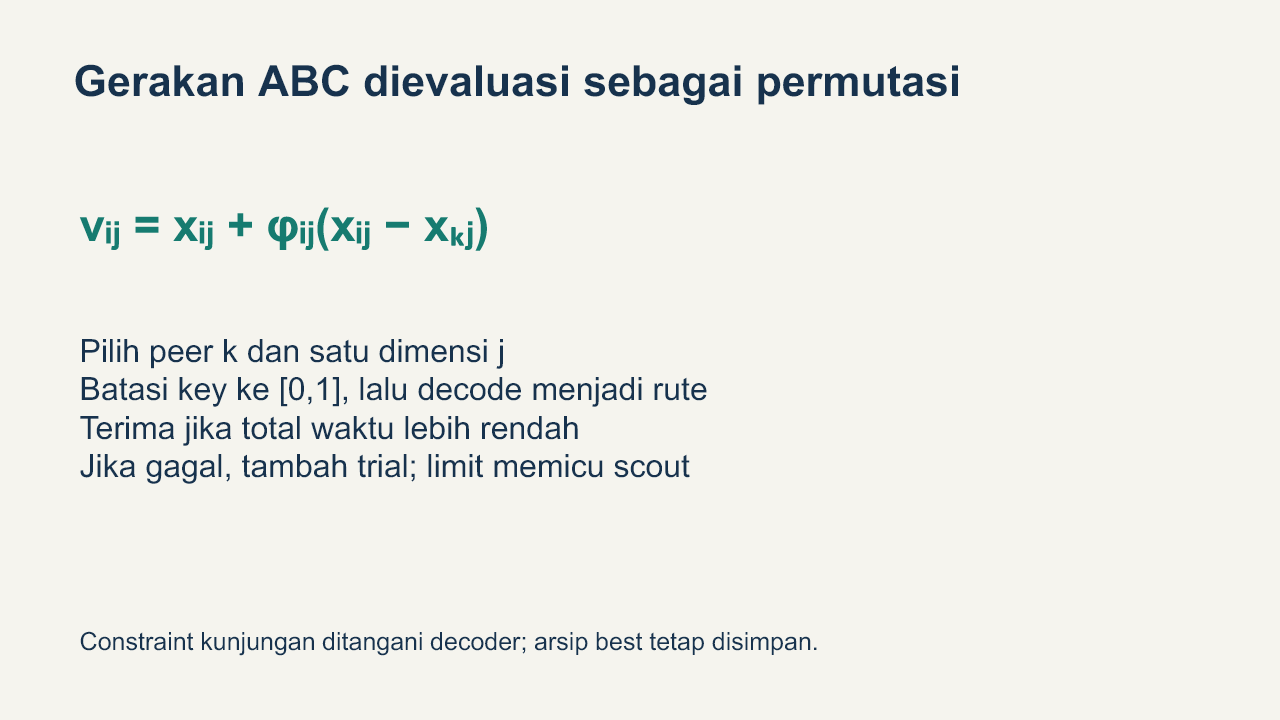 Gerakan ABC dievaluasi sebagai permutasi
vᵢⱼ = xᵢⱼ + φᵢⱼ(xᵢⱼ − xₖⱼ)
Pilih peer k dan satu dimensi j
Batasi key ke [0,1], lalu decode menjadi rute
Terima jika total waktu lebih rendah
Jika gagal, tambah trial; limit memicu scout
Constraint kunjungan ditangani decoder; arsip best tetap disimpan.